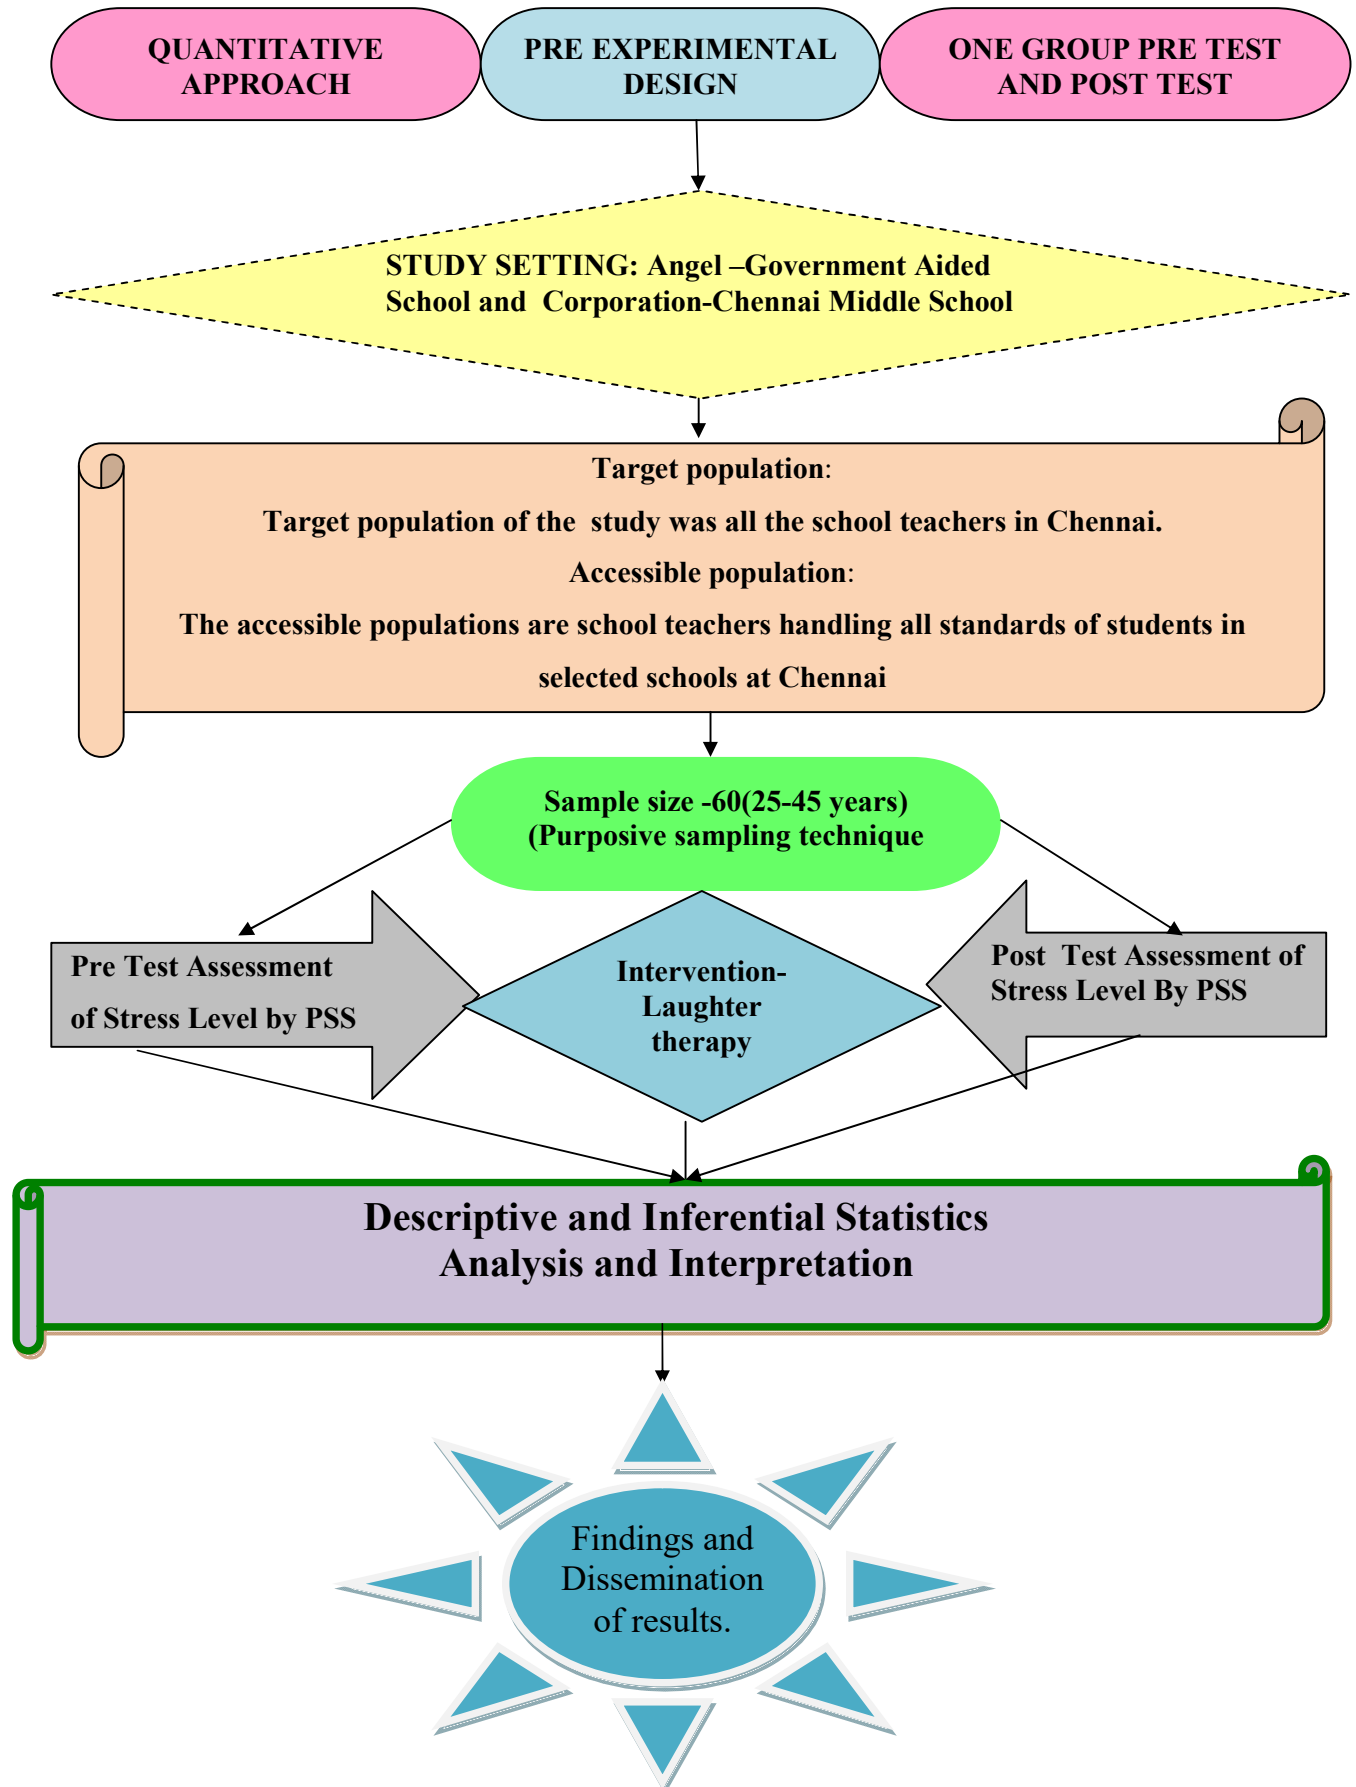 QUANTITATIVE
APPROACH
PRE EXPERIMENTAL
DESIGN
ONE GROUP PRE TEST
AND POST TEST
STUDY SETTING: Angel –Government Aided
School and Corporation-Chennai Middle School
Target population:
Target population of the study was all the school teachers in Chennai.
Accessible population:
The accessible populations are school teachers handling all standards of students in
selected schools at Chennai
Sample size -60(25-45 years)
(Purposive sampling technique
Pre Test Assessment
of Stress Level by PSS
Intervention-
Laughter
therapy
Post Test Assessment of
Stress Level By PSS
Descriptive and Inferential Statistics
Analysis and Interpretation
Findings and
Dissemination
of results.